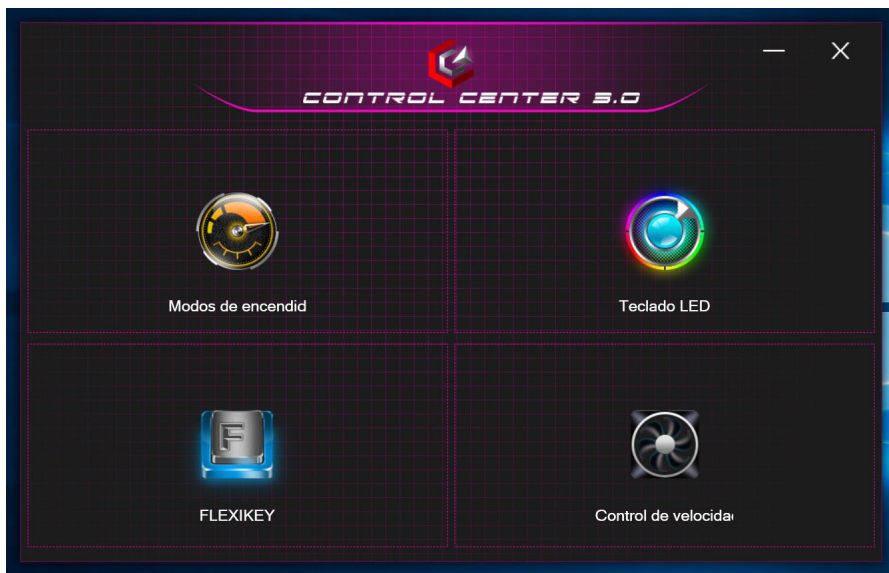 CONTROL CENTER 3.0
Modos de encendid
Teclado LED
F
FLEXIKEY
Control de velocida